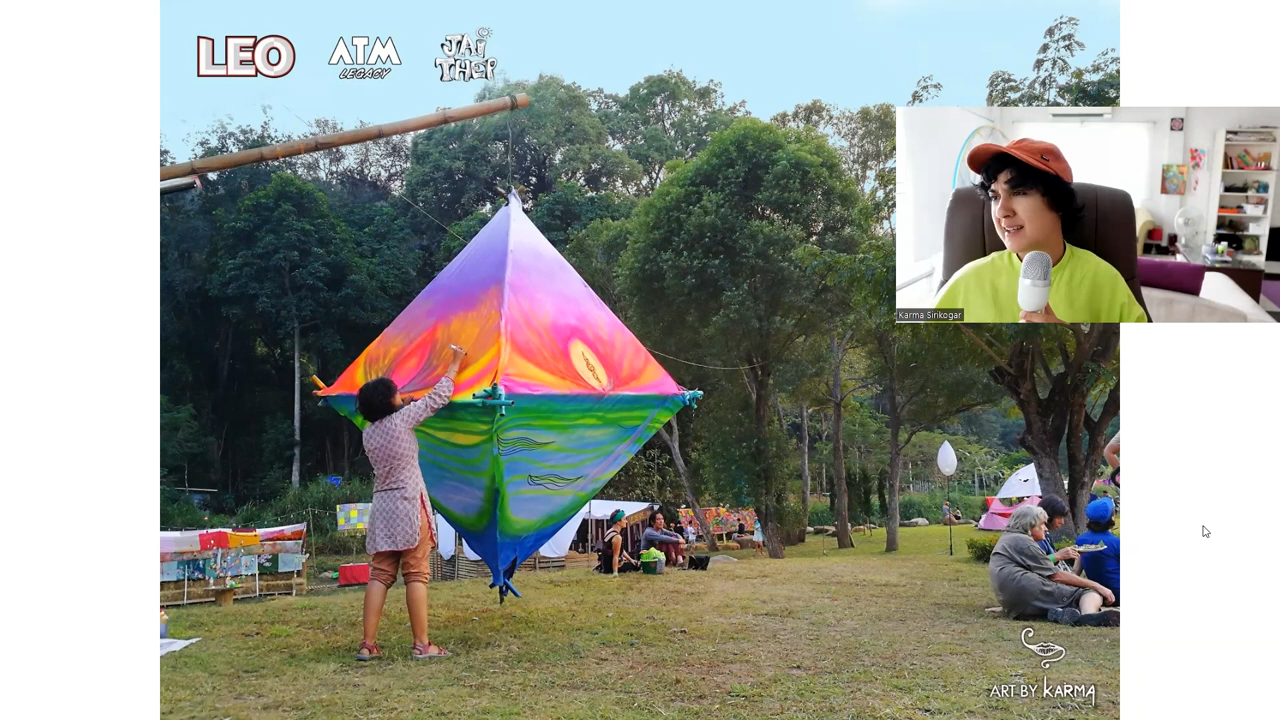 LEO
ATM
LEGACY
JAI
THEP
Karma Sirikogar
ART BY KARMA